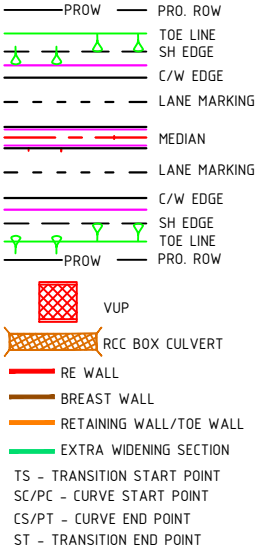 PROW PRO. ROW
TOE LINE
SH EDGE
C/W EDGE
LANE MARKING
MEDIAN
LANE MARKING
C/W EDGE
SH EDGE
TOE LINE
PROW PRO. ROW
VUP
RCC BOX CULVERT
RE WALL
BREAST WALL
RETAINING WALL/TOE WALL
EXTRA WIDENING SECTION
TS - TRANSITION START POINT
SC/PC - CURVE START POINT
CS/PT - CURVE END POINT
ST - TRANSITION END POINT